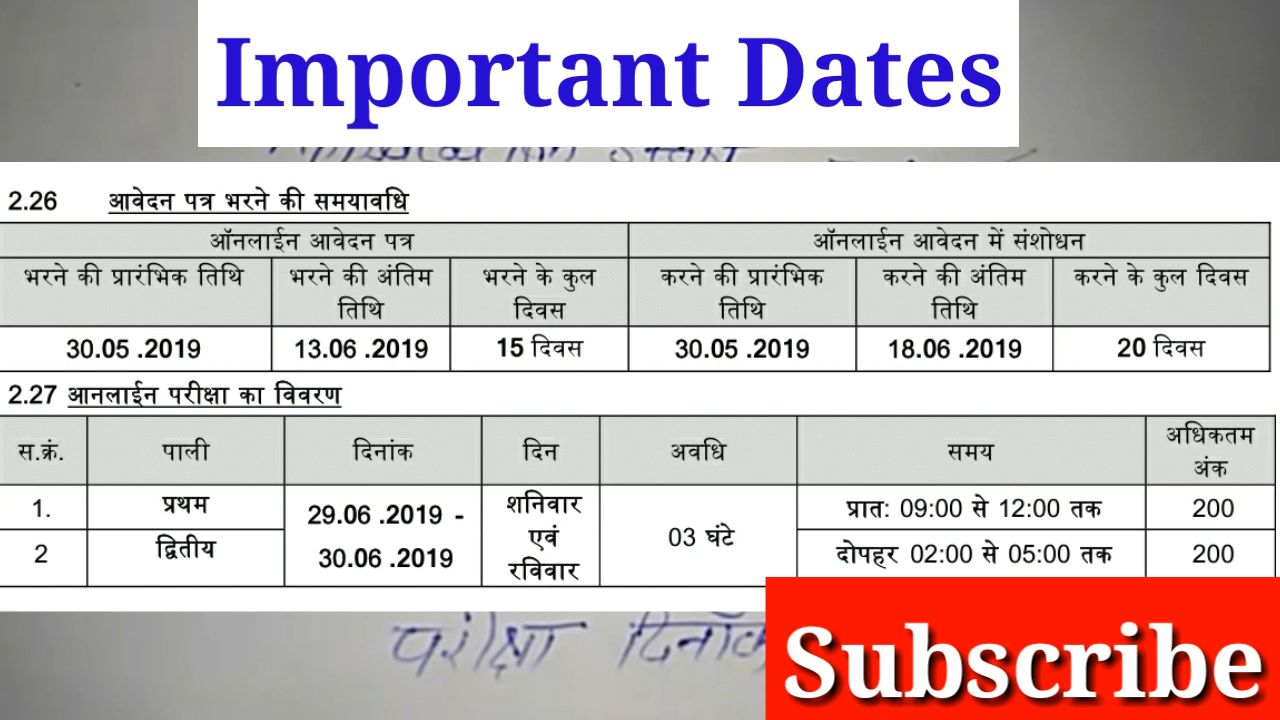 Important Dates
2.26 आवेदन पत्र भरने की समयावधि
ऑनलाईन आवेदन पत्र ऑनलाईन आवेदन में संशोधन
भरने की प्रारंभिक तिथि भरने की अंतिम तिथि भरने के कुल दिवस करने की प्रारंभिक तिथि करने की अंतिम तिथि करने के कुल दिवस
30.05 .2019 13.06 .2019 15 दिवस 30.05 .2019 18.06 .2019 20 दिवस
2.27 आनलाईन परीक्षा का विवरण
स.क्रं. पाली दिनांक दिन अवधि समय अधिकतम अंक
1. प्रथम 29.06 .2019 - 30.06 .2019 शनिवार एवं रविवार 03 घंटे प्रात: 09:00 से 12:00 तक 200
2 द्वितीय दोपहर 02:00 से 05:00 तक 200
परीक्षा
Subscribe